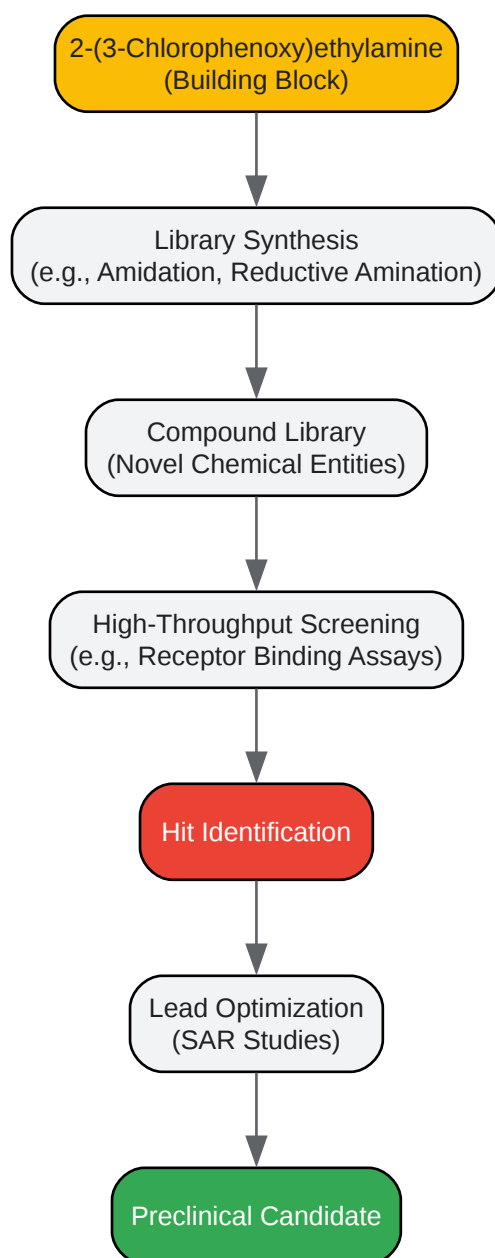 2-(3-Chlorophenoxy)ethylamine
(Building Block)
Library Synthesis
(e.g., Amidation, Reductive Amination)
Compound Library
(Novel Chemical Entities)
High-Throughput Screening
(e.g., Receptor Binding Assays)
Hit Identification
Lead Optimization
(SAR Studies)
Preclinical Candidate